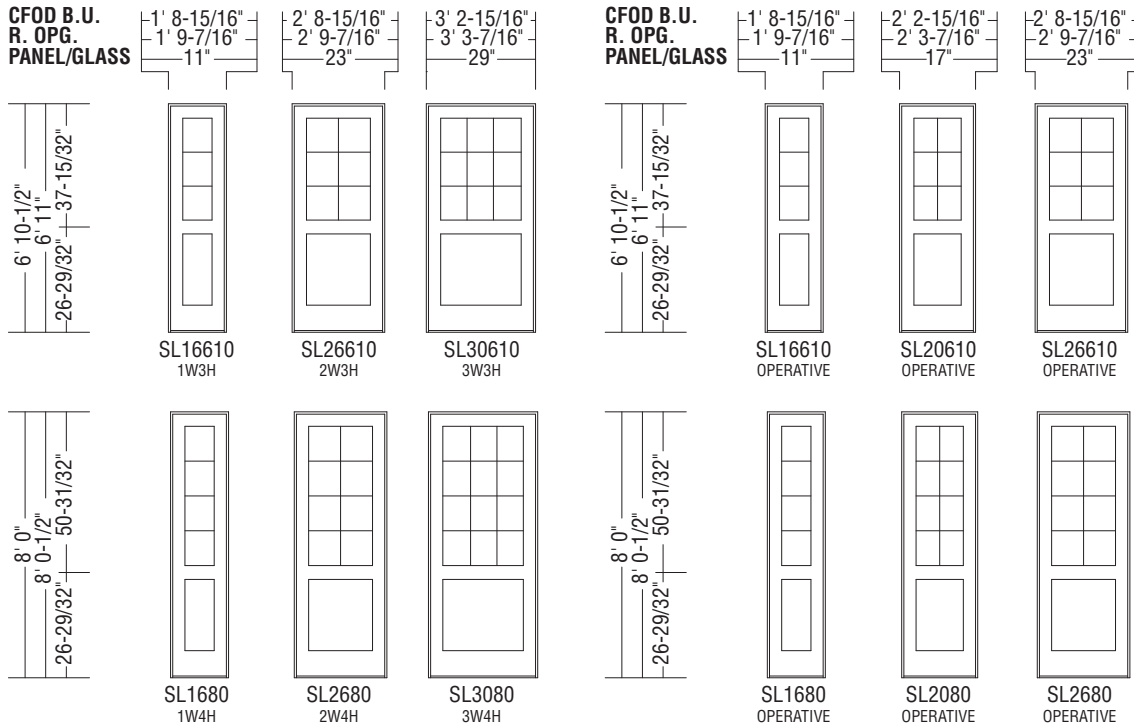 CFOD B.U. 1' 8-15/16" 2' 8-15/16" 3' 2-15/16"
R. OPG. 1' 9-7/16" 2' 9-7/16" 3' 3-7/16"
PANEL/GLASS 11" 23" 29"
6' 10-1/2"
6' 11"
37-15/32"
26-29/32"
SL16610 SL26610 SL30610
1W3H 2W3H 3W3H
8' 0"
8' 0-1/2"
50-31/32"
26-29/32"
SL1680 SL2680 SL3080
1W4H 2W4H 3W4H
CFOD B.U. 1' 8-15/16" 2' 2-15/16" 2' 8-15/16"
R. OPG. 1' 9-7/16" 2' 3-7/16" 2' 9-7/16"
PANEL/GLASS 11" 17" 23"
6' 10-1/2"
6' 11"
37-15/32"
26-29/32"
SL16610 SL20610 SL26610
OPERATIVE OPERATIVE OPERATIVE
8' 0"
8' 0-1/2"
50-31/32"
26-29/32"
SL1680 SL2080 SL2680
OPERATIVE OPERATIVE OPERATIVE